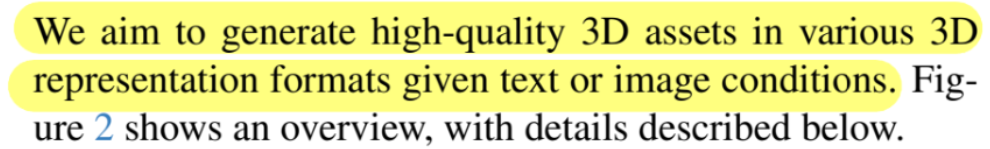 We aim to generate high-quality 3D assets in various 3D
representation formats given text or image conditions. Fig-
ure 2 shows an overview, with details described below.